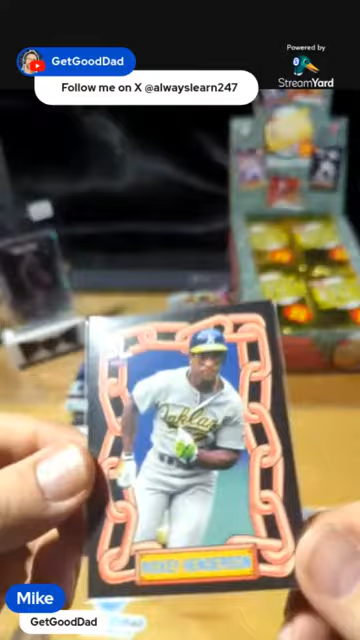 Powered by
StreamYard
GetGoodDad
Follow me on X @alwayslearn247
Oakland
RICKEY HENDERSON
Mike
GetGoodDad